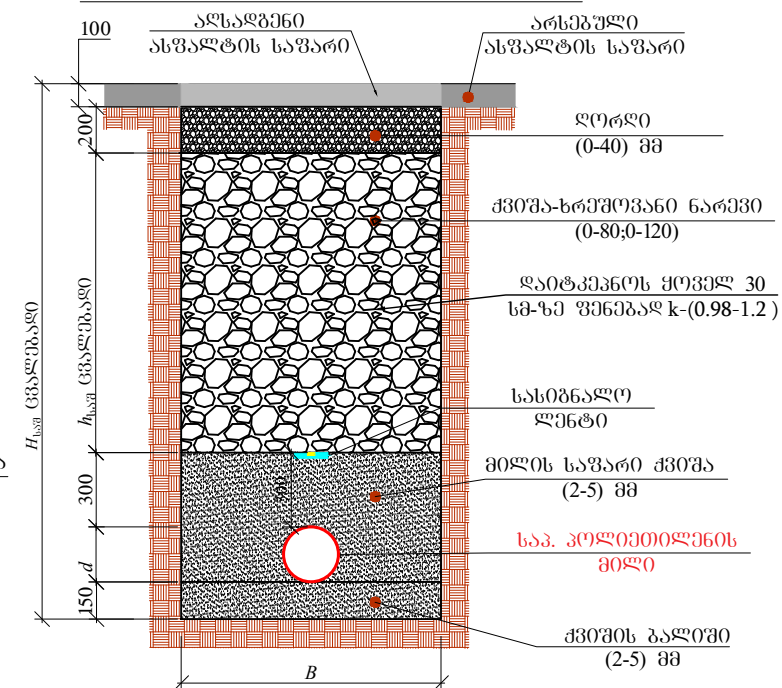 აღსადგენი
ასფალტის საფარი
არსებული
ასფალტის საფარი
100
200
ღორღი
(0-40) მმ
ქვიშა-ხრეშოვანი ნარევი
(0-80;0-120)
დაიტკეპნოს ყოველ 30
სმ-ზე ფენებად k-(0.98-1.2 )
Hსაშ ცვალებადი
hსაშ ცვალებადი
სასიგნალო
ლენტი
მილის საფარი ქვიშა
(2-5) მმ
300
საპ. პოლიეთილენის
მილი
d
150
ქვიშის ბალიში
(2-5) მმ
B